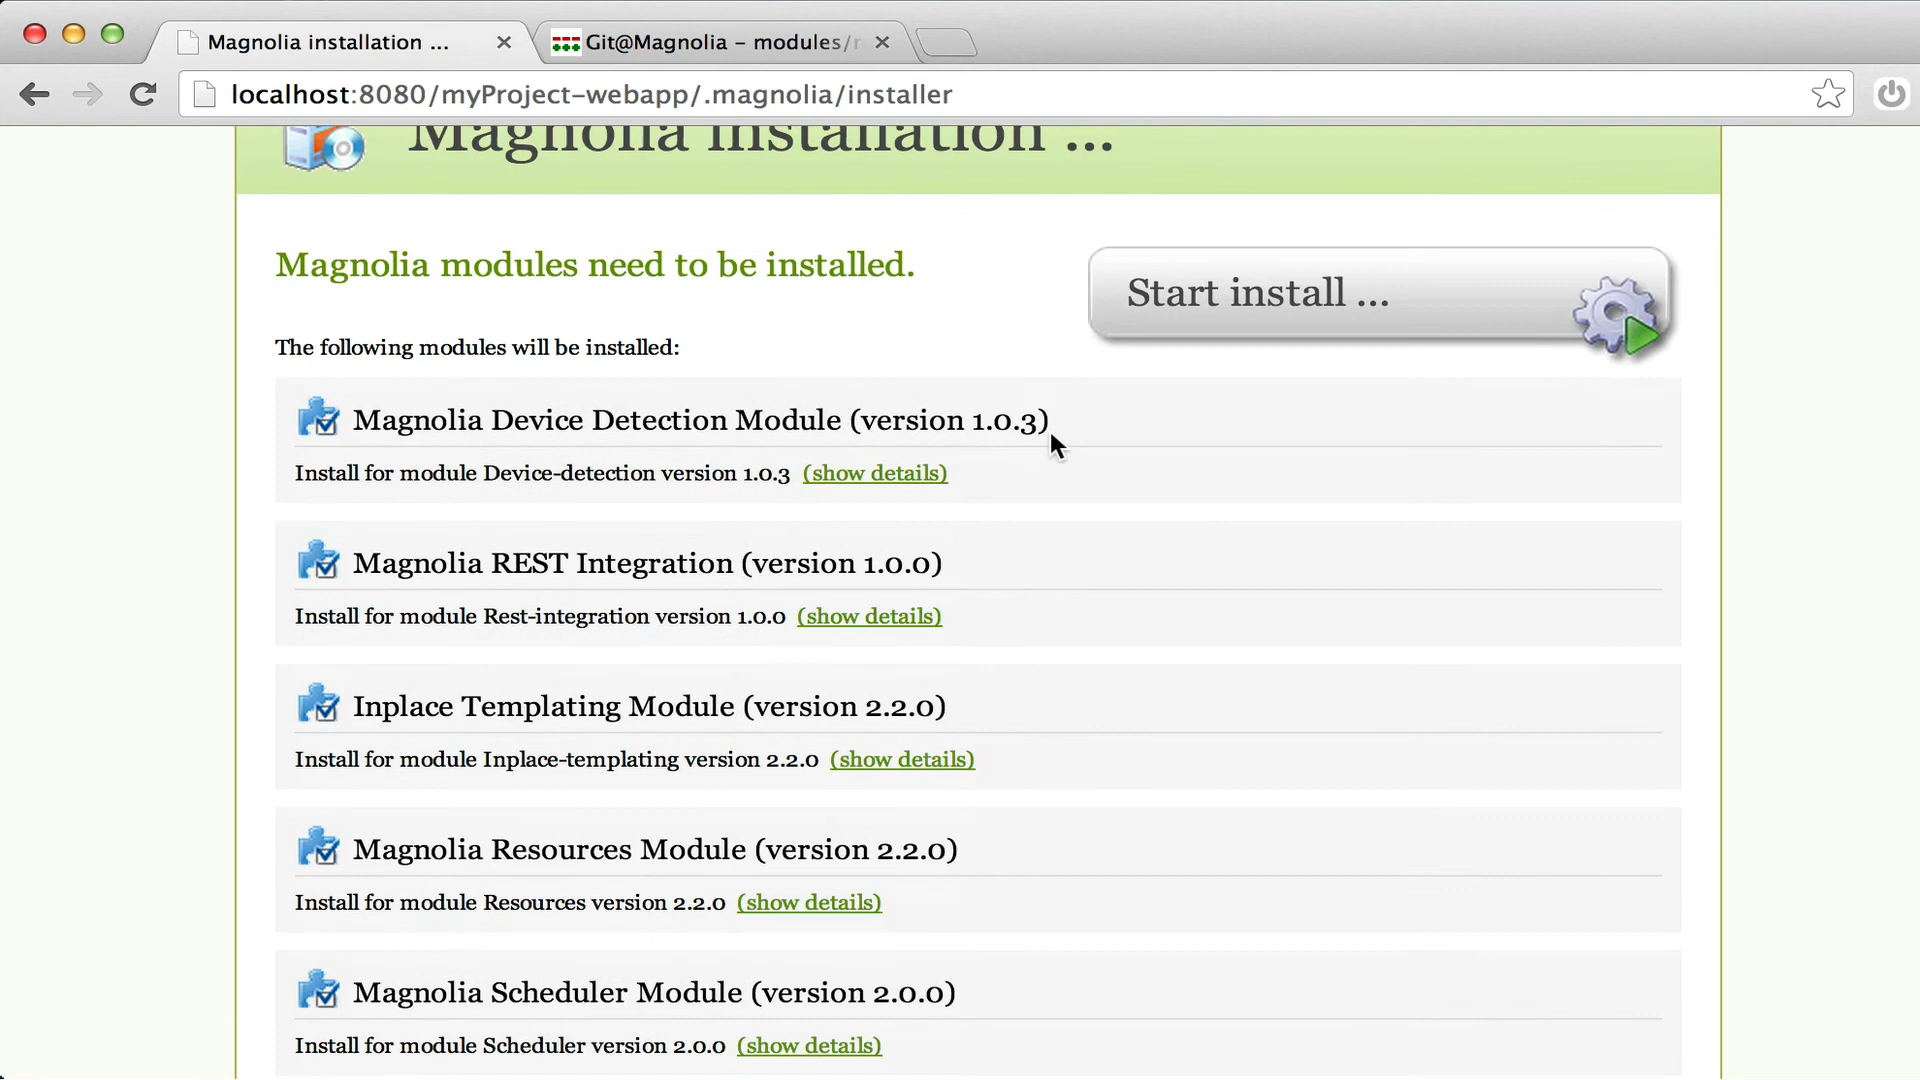 Magnolia installation ...
Git@Magnolia – modules/
localhost:8080/myProject-webapp/.magnolia/installer
Magnolia installation ...
Magnolia modules need to be installed.
Start install ...
The following modules will be installed:
Magnolia Device Detection Module (version 1.0.3)
Install for module Device-detection version 1.0.3 (show details)
Magnolia REST Integration (version 1.0.0)
Install for module Rest-integration version 1.0.0 (show details)
Inplace Templating Module (version 2.2.0)
Install for module Inplace-templating version 2.2.0 (show details)
Magnolia Resources Module (version 2.2.0)
Install for module Resources version 2.2.0 (show details)
Magnolia Scheduler Module (version 2.0.0)
Install for module Scheduler version 2.0.0 (show details)